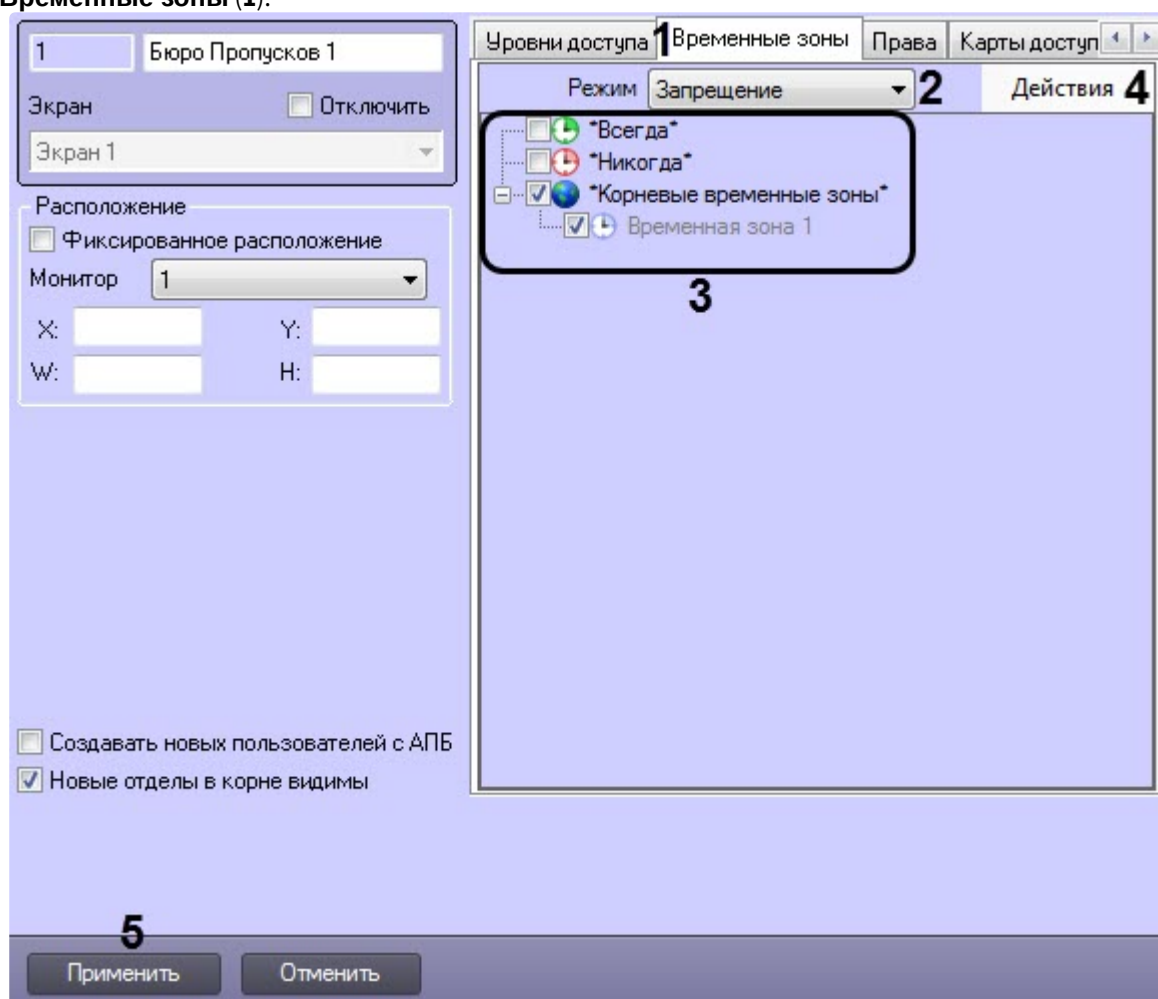 Временные зоны (1).
1
Бюро Пропусков 1
Экран
Отключить
Экран 1
Расположение
Фиксированное расположение
Монитор
1
X:
Y:
W:
H:
Создавать новых пользователей с АПБ
Новые отделы в корне видимы
Уровни доступа
1
Временные зоны
Права
Карты доступ
Режим
Запрещение
2
Действия
4
*Всегда*
*Никогда*
*Корневые временные зоны*
Временная зона 1
3
5
Применить
Отменить